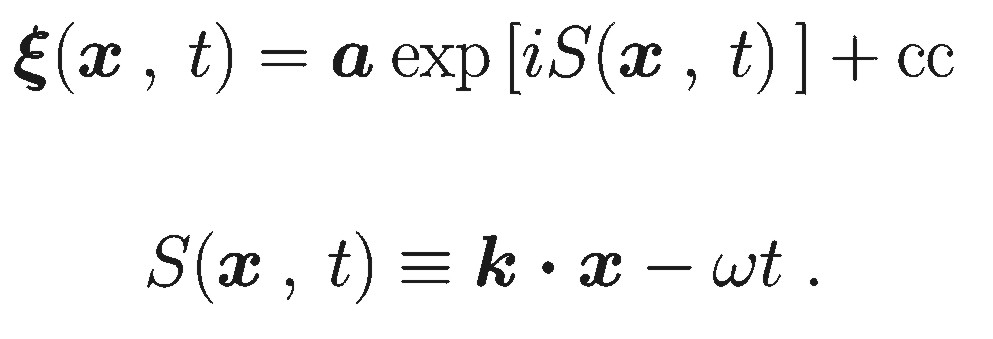 ξ(x , t) = a exp [iS(x , t) ] + cc
S(x , t) ≡ k · x − ωt .